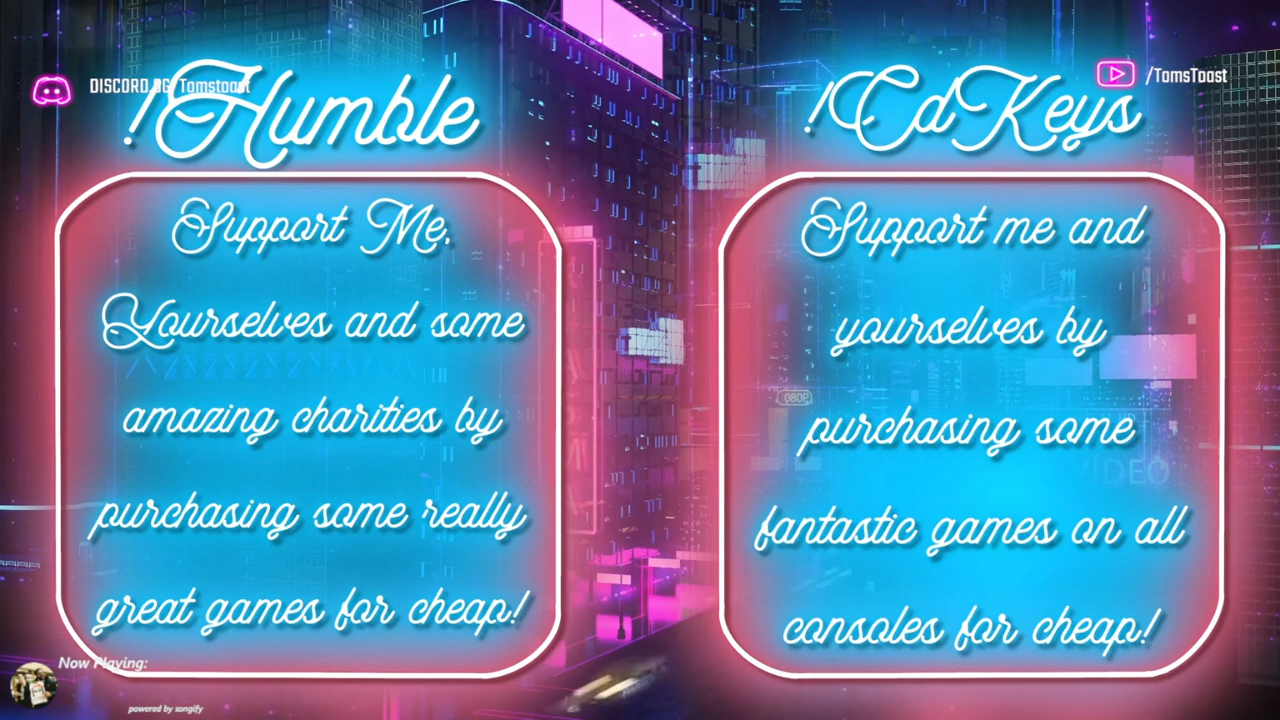 DISCORD.GG/Tomstoast
/TomsToast
!Humble
Support Me,
Yourselves and some
amazing charities by
purchasing some really
great games for cheap!
!CdKeys
Support me and
yourselves by
purchasing some
fantastic games on all
consoles for cheap!
080P
VIDEO
Now Playing:
powered by songify